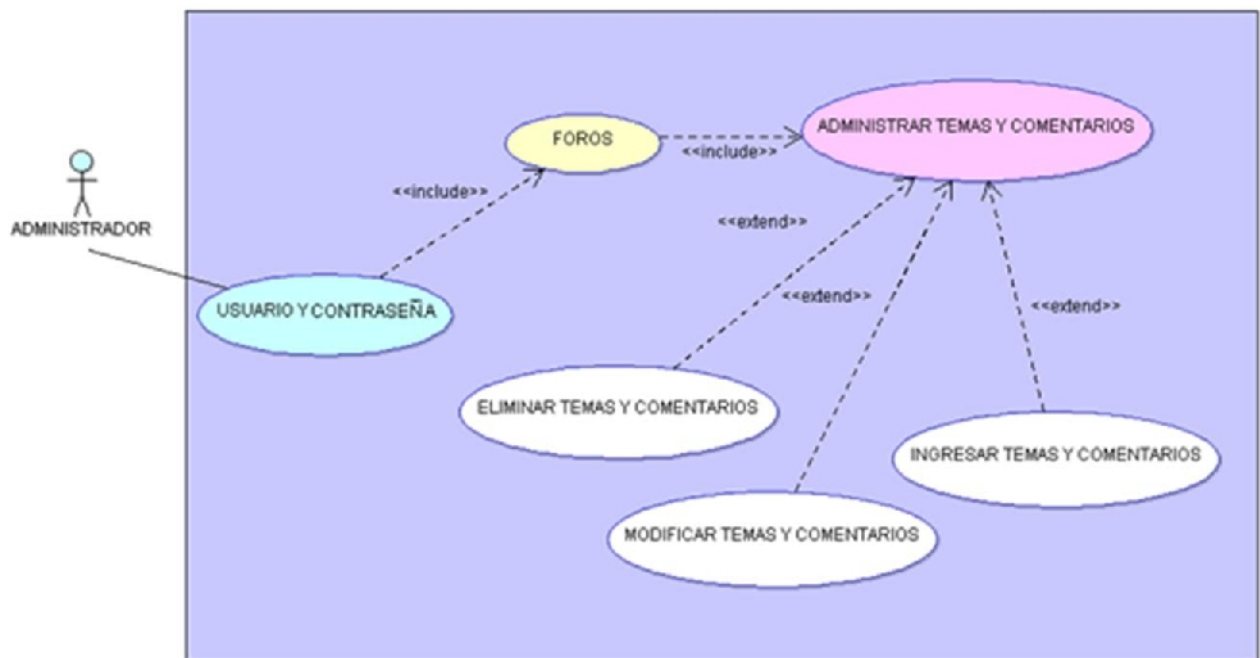 FOROS
ADMINISTRAR TEMAS Y COMENTARIOS
<<include>>
<<include>>
ADMINISTRADOR
<<extend>>
USUARIO Y CONTRASEÑA
<<extend>>
<<extend>>
ELIMINAR TEMAS Y COMENTARIOS
INGRESAR TEMAS Y COMENTARIOS
MODIFICAR TEMAS Y COMENTARIOS